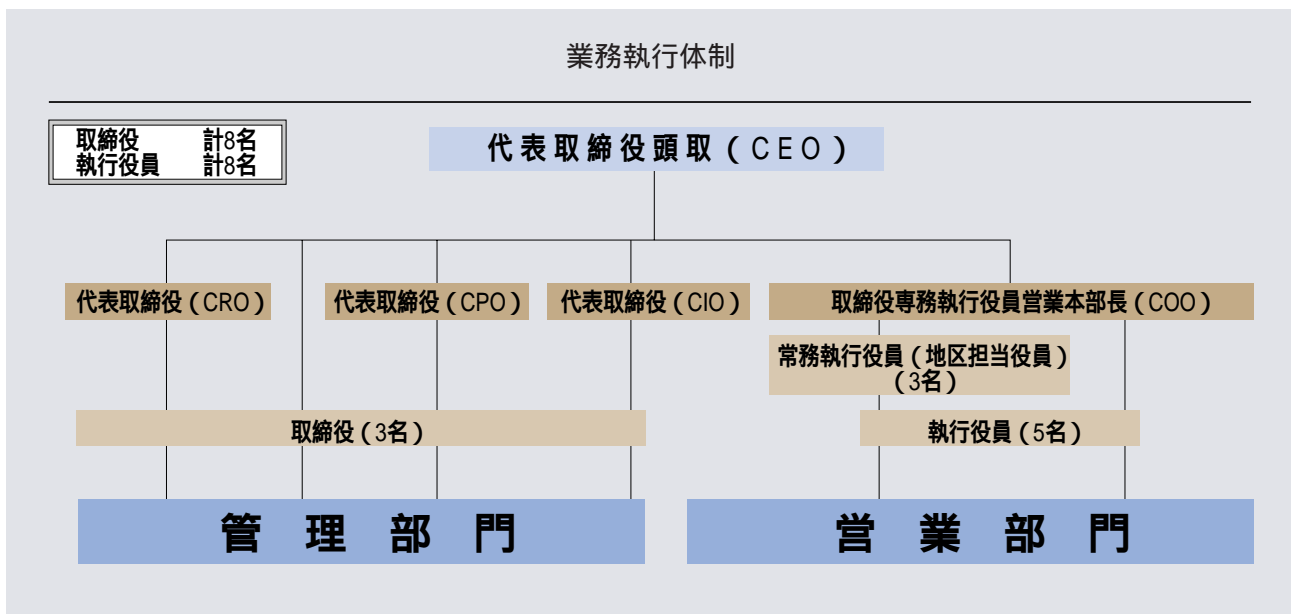 業務執行体制
取締役 計8名
執行役員 計8名
代表取締役頭取(CEO)
代表取締役(CRO)
代表取締役(CPO)
代表取締役(CIO)
取締役専務執行役員営業本部長(COO)
常務執行役員(地区担当役員)
(3名)
取締役(3名)
執行役員(5名)
管理部門
営業部門